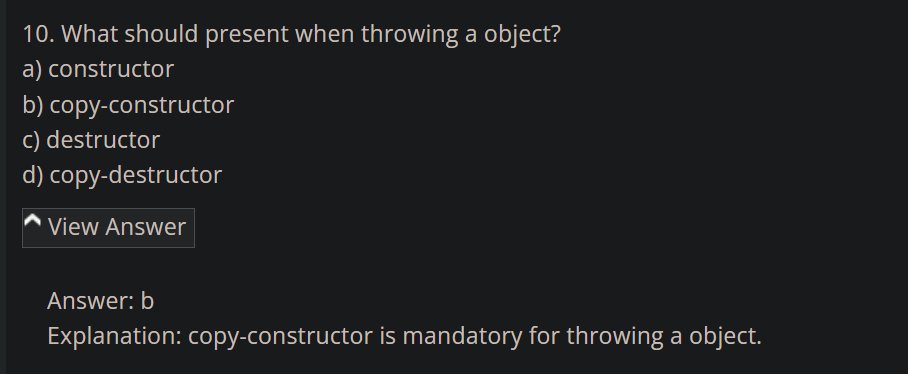 10. What should present when throwing a object?
a) constructor
b) copy-constructor
c) destructor
d) copy-destructor
View Answer
Answer: b
Explanation: copy-constructor is mandatory for throwing a object.